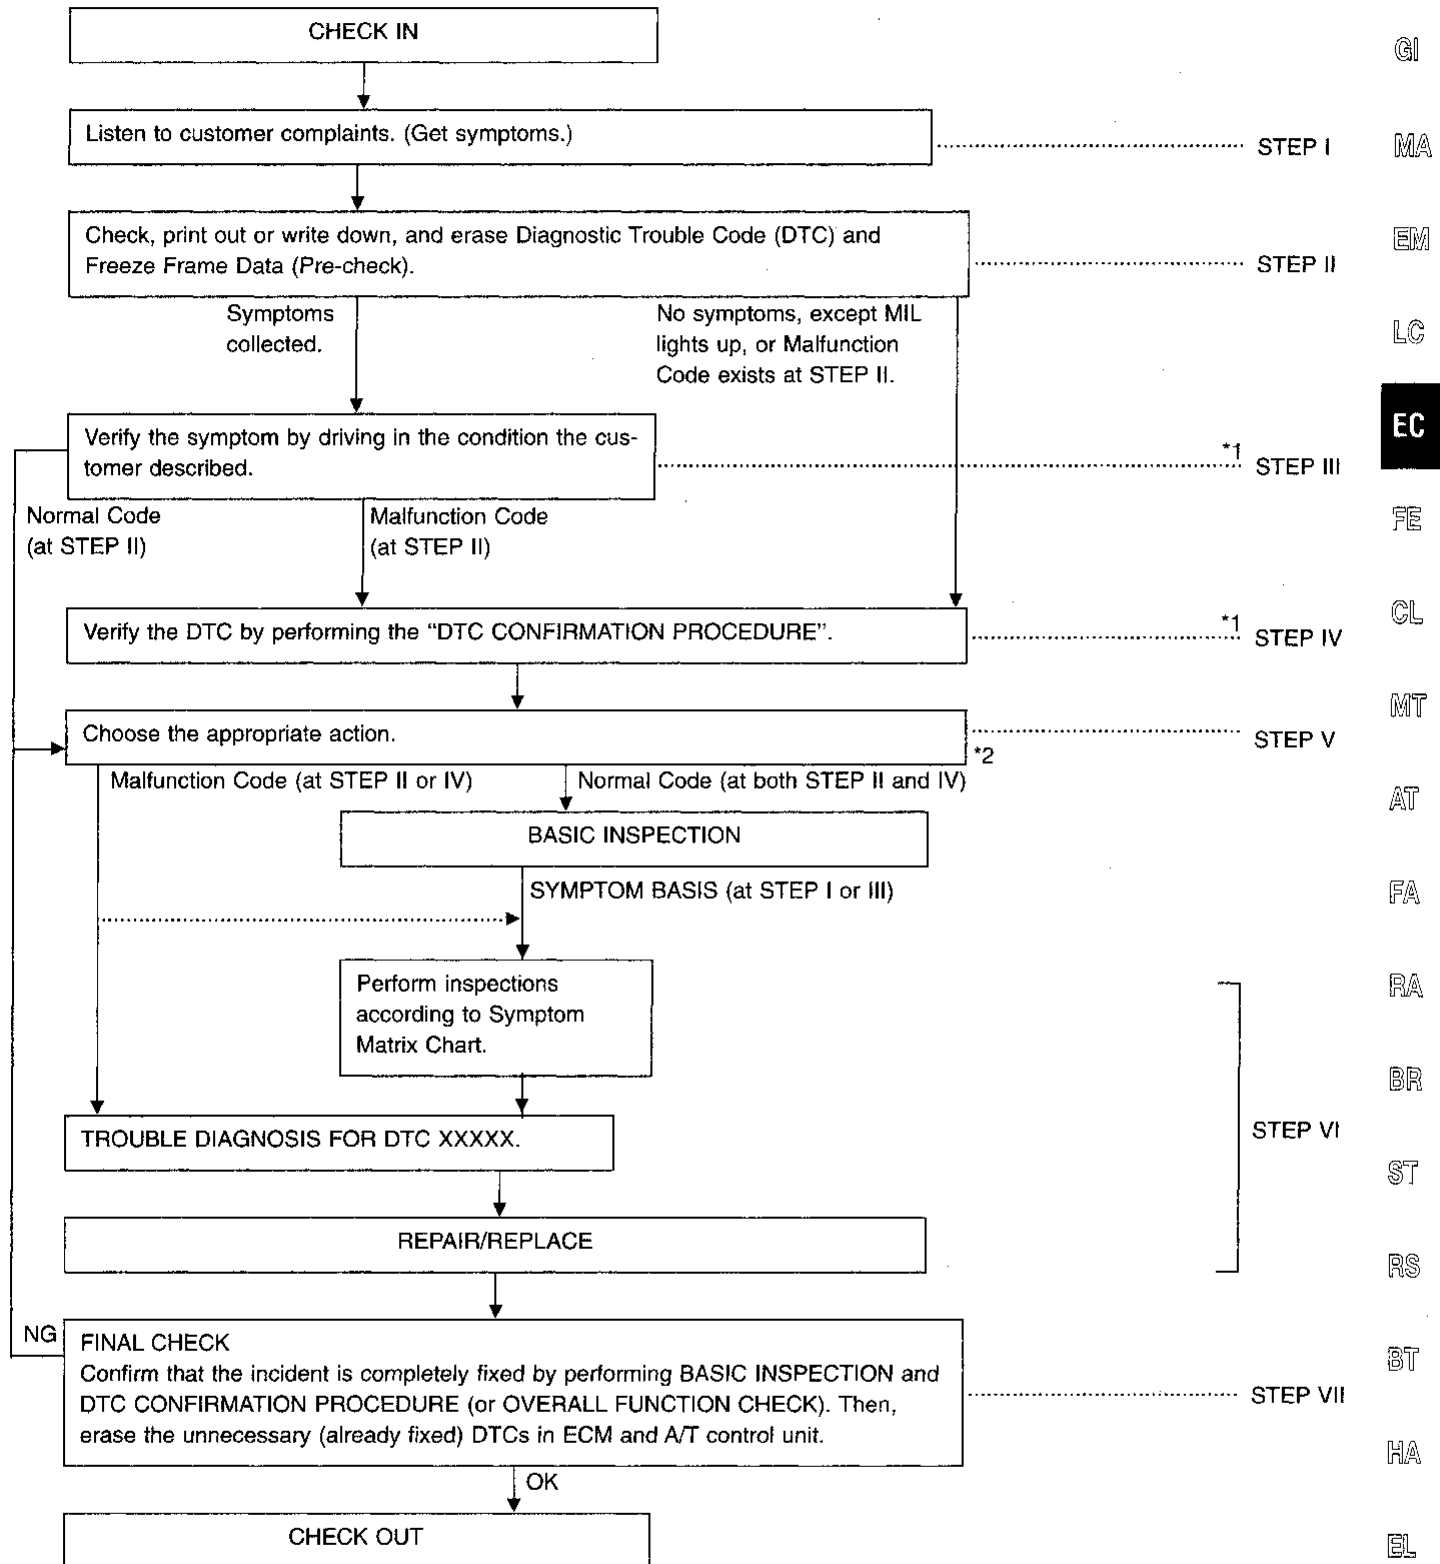 CHECK IN
GI
Listen to customer complaints. (Get symptoms.)
STEP I
MA
Check, print out or write down, and erase Diagnostic Trouble Code (DTC) and
Freeze Frame Data (Pre-check).
STEP II
EM
Symptoms
collected.
No symptoms, except MIL
lights up, or Malfunction
Code exists at STEP II.
LC
EC
Verify the symptom by driving in the condition the cus-
tomer described.
*1
STEP III
Normal Code
(at STEP II)
Malfunction Code
(at STEP II)
FE
Verify the DTC by performing the “DTC CONFIRMATION PROCEDURE”.
*1
STEP IV
CL
Choose the appropriate action.
*2
STEP V
MT
Malfunction Code (at STEP II or IV)
Normal Code (at both STEP II and IV)
AT
BASIC INSPECTION
SYMPTOM BASIS (at STEP I or III)
FA
Perform inspections
according to Symptom
Matrix Chart.
RA
BR
TROUBLE DIAGNOSIS FOR DTC XXXXX.
STEP VI
ST
REPAIR/REPLACE
RS
NG
FINAL CHECK
Confirm that the incident is completely fixed by performing BASIC INSPECTION and
DTC CONFIRMATION PROCEDURE (or OVERALL FUNCTION CHECK). Then,
erase the unnecessary (already fixed) DTCs in ECM and A/T control unit.
STEP VII
BT
OK
HA
CHECK OUT
EL